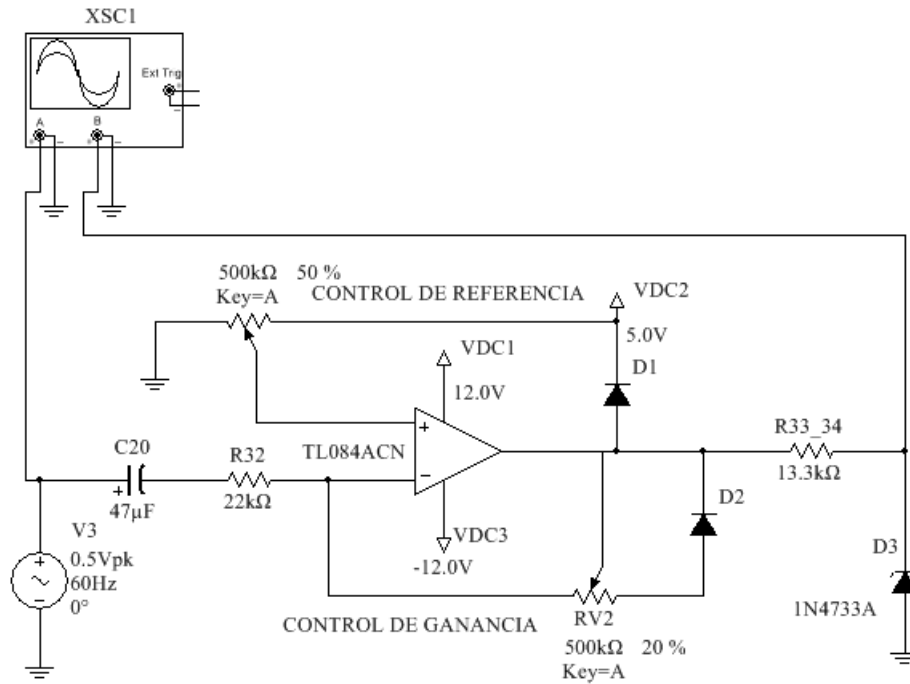 XSC1
Ext Trig
+
−
A
B
+
−
+
−
500kΩ 50 %
Key=A
CONTROL DE REFERENCIA
VDC2
5.0V
VDC1
12.0V
D1
C20
R32
TL084ACN
+
−
R33_34
13.3kΩ
+
47µF
22kΩ
VDC3
-12.0V
D2
V3
0.5Vpk
60Hz
0°
+
−
D3
1N4733A
CONTROL DE GANANCIA
RV2
500kΩ 20 %
Key=A